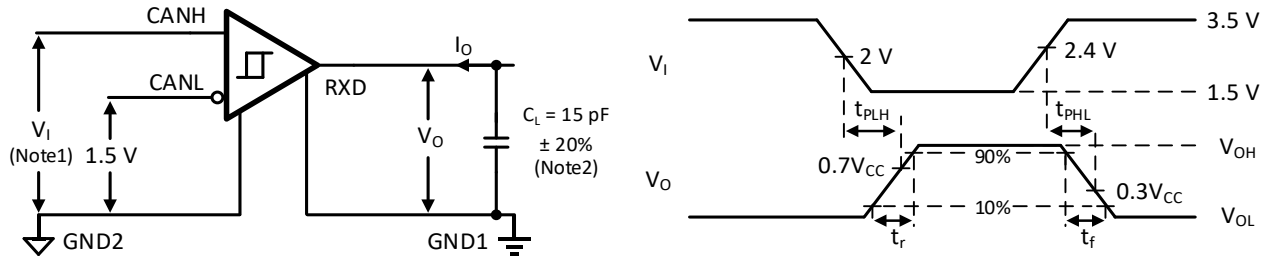 CANH
CANL
V_I
(Note1)
1.5 V
GND2
RXD
I_O
V_O
C_L = 15 pF
± 20%
(Note2)
GND1
V_I
2 V
2.4 V
3.5 V
1.5 V
t_PLH
t_PHL
V_O
0.7V_CC
90%
10%
0.3V_CC
V_OH
V_OL
t_r
t_f